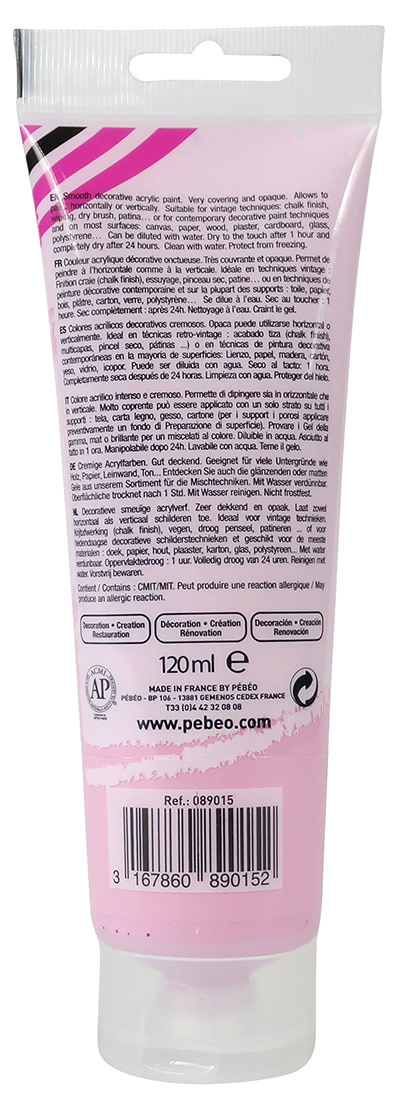 EN Smooth decorative acrylic paint. Very covering and opaque. Allows to
horizontally or vertically. Suitable for vintage techniques: chalk finish,
dry brush, patina... or for contemporary decorative paint techniques
and on most surfaces: canvas, paper, wood, plaster, cardboard, glass,
polystyrene... Can be diluted with water. Dry to the touch after 1 hour and
completely dry after 24 hours. Clean with water. Protect from freezing.
FR Couleur acrylique décorative onctueuse. Très couvrante et opaque. Permet de
peindre à l'horizontale comme à la verticale. Idéale en techniques vintage :
Finition craie (chalk finish), essuyage, pinceau sec, patine... ou en techniques de
peinture décorative contemporaine et sur la plupart des supports : toile, papier,
bois, plâtre, carton, verre, polystyrène... Se dilue à l'eau. Sec au toucher : 1
heure. Sec complètement : après 24h. Nettoyage à l'eau. Craint le gel.
ES Colores acrílicos decorativos cremosos. Opaca puede utilizarse horizontal o
verticalmente. Ideal en técnicas retro-vintage : acabado tiza (chalk finish),
multicapas, pincel seco, pátinas ...) o en técnicas de pintura decorativa
contemporáneas en la mayoria de superficies: Lienzo, papel, madera, cartón,
yeso, vidrio, icopor. Puede ser diluida con agua. Seco al tacto: 1 hora.
Completamente seca después de 24 horas. Limpieza con agua. Proteger del hielo.
IT Colore acrilico intenso e cremoso. Permette di dipingere sia in orizzontale che
in verticale. Molto coprente può essere applicato con un solo strato su tutti i
supporti : tela, carta legno, gesso, cartone (per i supporti porosi applicare
preventivamente un fondo di Preparazione di superficie). Provare i Gel della
gamma, mat o brillante per un miscelati al colore. Diluible in acqua. Asciutto al
tutto in 1 ora. Manipolabile dopo 24h. Lavabile con acqua. Teme il gelo.
DE Cremige Acrylfarben. Gut deckend. Geeignet für viele Untergründe wie
Holz, Papier, Leinwand, Ton... Entdecken Sie auch die glänzenden oder matten
Gele aus unserem Sortiment für die Mischtechniken. Mit Wasser verdünnbar.
Oberflächliche trocknet nach 1 Std. Mit Wasser reinigen. Nicht frostfest.
NL Decoratieve smeuïge acrylverf. Zeer dekkend en opaak. Laat zowel
horizontaal als verticaal schilderen toe. Ideaal voor vintage technieken.
Krijtafwerking (chalk finish), vegen, droog penseel, patineren ... of voor
hedendaagse decoratieve schilderstechnieken et geschikt voor de meeste
materialen : doek, papier, hout, plaaster, karton, glas, polystyreen... Met water
verdunbaar. Oppervlaktedroog : 1 uur. Volledig droog van 24 uren. Reinigen met
water. Vorstvrij bewaren.
Contient / Contains : CMIT/MIT. Peut produire une réaction allergique / May
produce an allergic reaction.
Decoration • Creation
Restauration
Décoration • Création
Rénovation
Decoración • Creación
Renovación
120ml e
ACMI
AP
MADE IN FRANCE BY PÉBÉO
PÉBÉO - BP 106 - 13881 GEMENOS CEDEX FRANCE
T33 (0)4 42 32 08 08
www.pebeo.com
Ref.: 089015
3 167860 890152